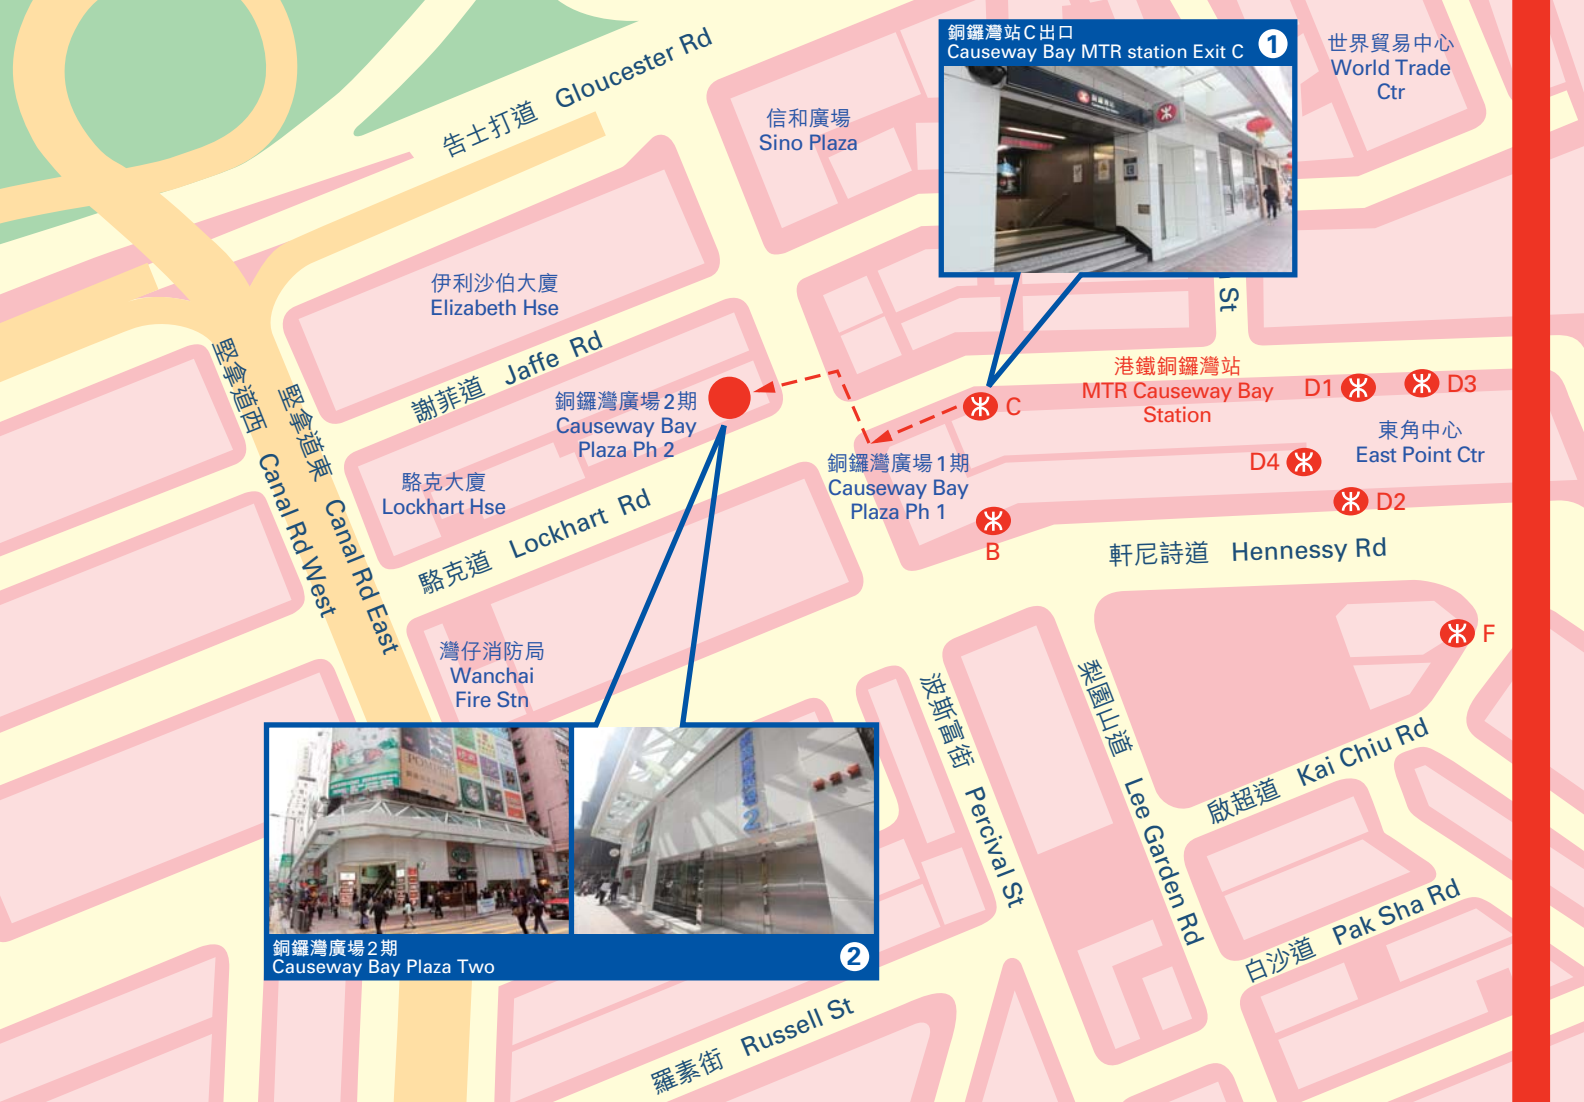 銅鑼灣站C出口
Causeway Bay MTR station Exit C
1
世界貿易中心
World Trade
Ctr
告士打道 Gloucester Rd
信和廣場
Sino Plaza
伊利沙伯大廈
Elizabeth Hse
St
謝菲道 Jaffe Rd
堅拿道西 Canal Rd West
堅拿道東 Canal Rd East
銅鑼灣廣場2期
Causeway Bay
Plaza Ph 2
港鐵銅鑼灣站
MTR Causeway Bay
Station
C
D1
D3
東角中心
East Point Ctr
D4
D2
銅鑼灣廣場1期
Causeway Bay
Plaza Ph 1
B
駱克大廈
Lockhart Hse
駱克道 Lockhart Rd
軒尼詩道 Hennessy Rd
F
灣仔消防局
Wanchai
Fire Stn
波斯富街 Percival St
梨園山道 Lee Garden Rd
啟超道 Kai Chiu Rd
白沙道 Pak Sha Rd
POMPEI
2
銅鑼灣廣場2期
Causeway Bay Plaza Two
2
羅素街 Russell St